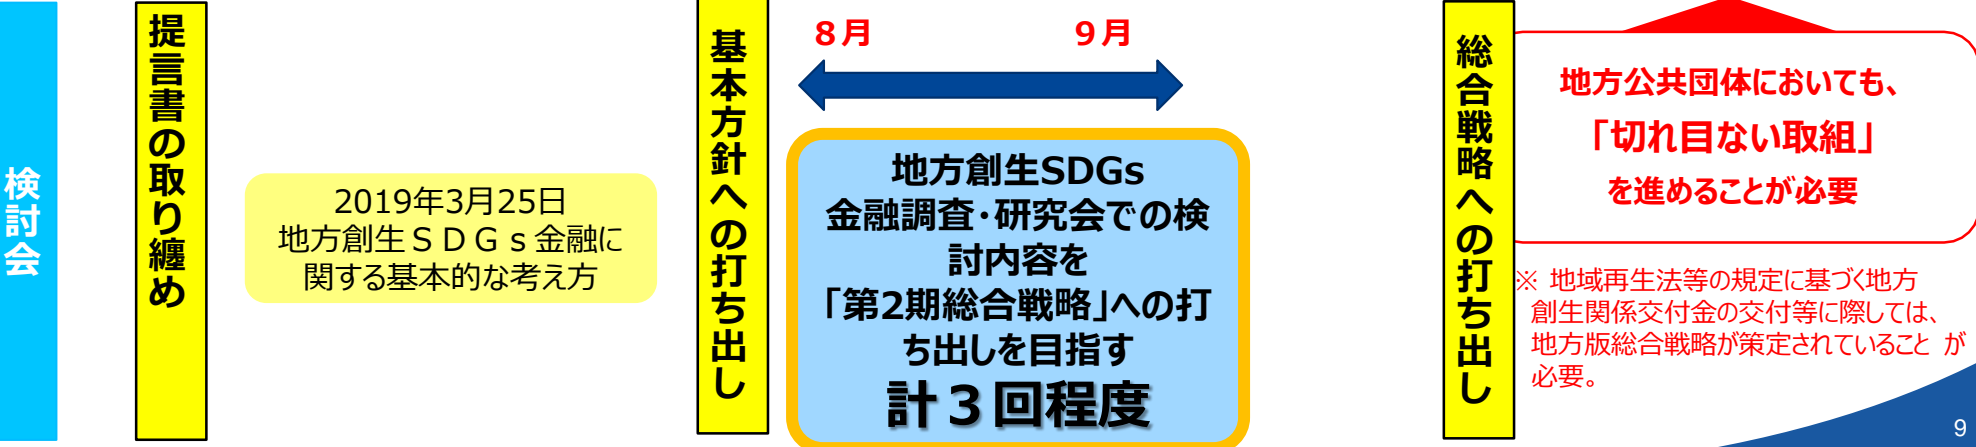 検討会
提言書の取り纏め
2019年3月25日
地方創生ＳＤＧｓ金融に
関する基本的な考え方
基本方針への打ち出し
８月
９月
地方創生SDGs
金融調査・研究会での検
討内容を
「第2期総合戦略」への打
ち出しを目指す
計３回程度
総合戦略への打ち出し
地方公共団体においても、
「切れ目ない取組」
を進めることが必要
※ 地域再生法等の規定に基づく地方
創生関係交付金の交付等に際しては、
地方版総合戦略が策定されていること が
必要。
9